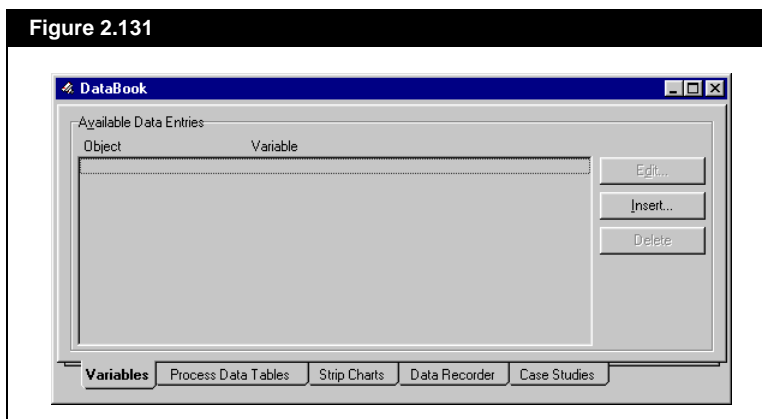 Figure 2.131
DataBook
Available Data Entries
Object Variable
Edit...
Insert...
Delete
Variables Process Data Tables Strip Charts Data Recorder Case Studies